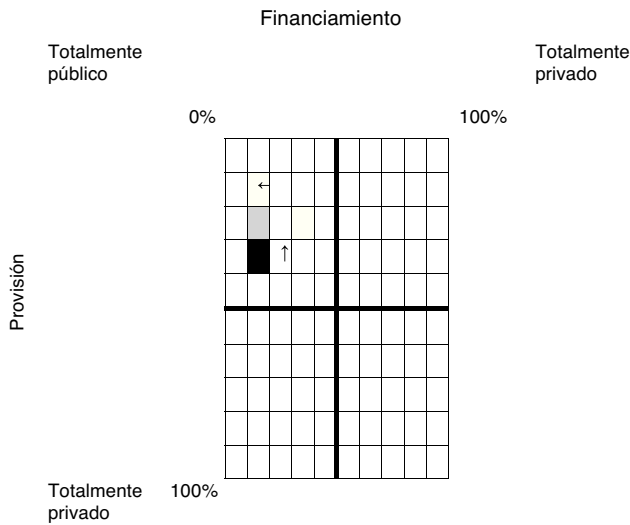 Financiamiento
Totalmente
público
Totalmente
privado
0%
100%
←
↑
Provisión
Totalmente
privado
100%